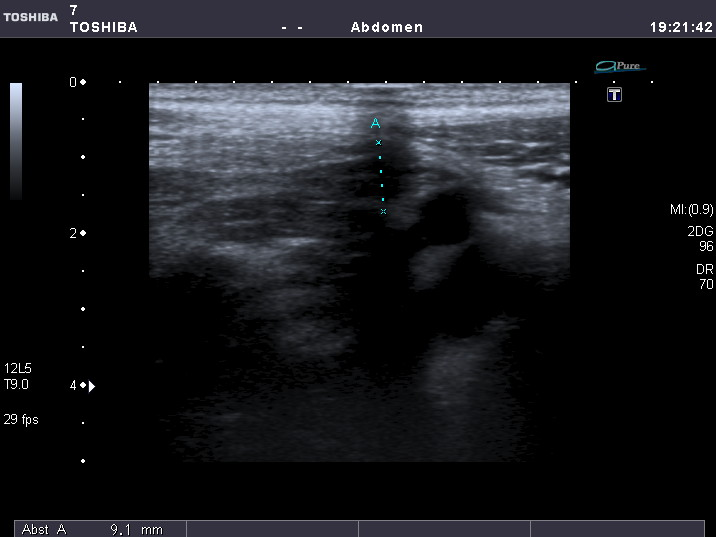 TOSHIBA
7
TOSHIBA - - Abdomen 19:21:42
aPure
T
0
A
2
4
MI:(0.9)
2DG
96
DR
70
12L5
T9.0
29 fps
Abst A 9.1 mm